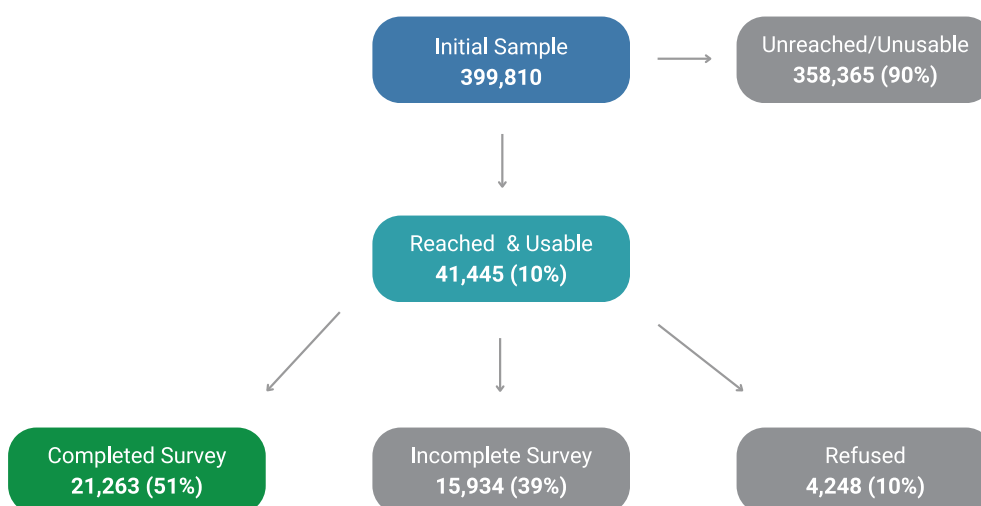 Initial Sample
399,810
Unreached/Unusable
358,365 (90%)
Reached & Usable
41,445 (10%)
Completed Survey
21,263 (51%)
Incomplete Survey
15,934 (39%)
Refused
4,248 (10%)